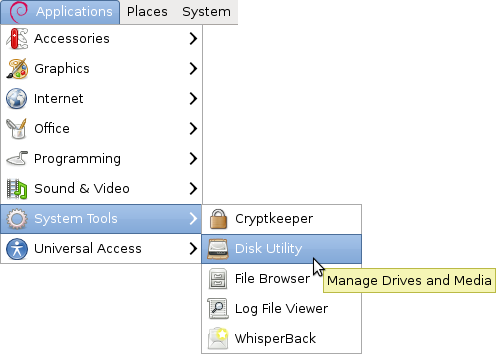 Applications Places System
Accessories
Graphics
Internet
Office
Programming
Sound & Video
System Tools
Universal Access
Cryptkeeper
Disk Utility
File Browser
Log File Viewer
WhisperBack
Manage Drives and Media